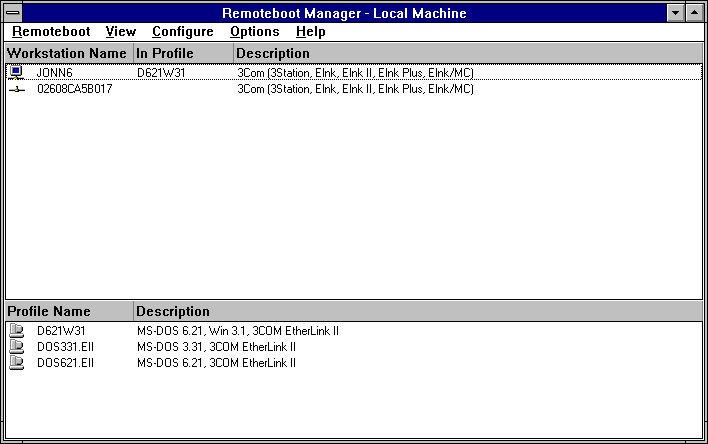 Remoteboot Manager - Local Machine
Remoteboot View Configure Options Help
Workstation Name In Profile Description
JONN6 D621W31 3Com (3Station, Elnk, Elnk II, Elnk Plus, Elnk/MC)
02608CA5B017 3Com (3Station, Elnk, Elnk II, Elnk Plus, Elnk/MC)
Profile Name Description
D621W31 MS-DOS 6.21, Win 3.1, 3COM EtherLink II
DOS331.EII MS-DOS 3.31, 3COM EtherLink II
DOS621.EII MS-DOS 6.21, 3COM EtherLink II